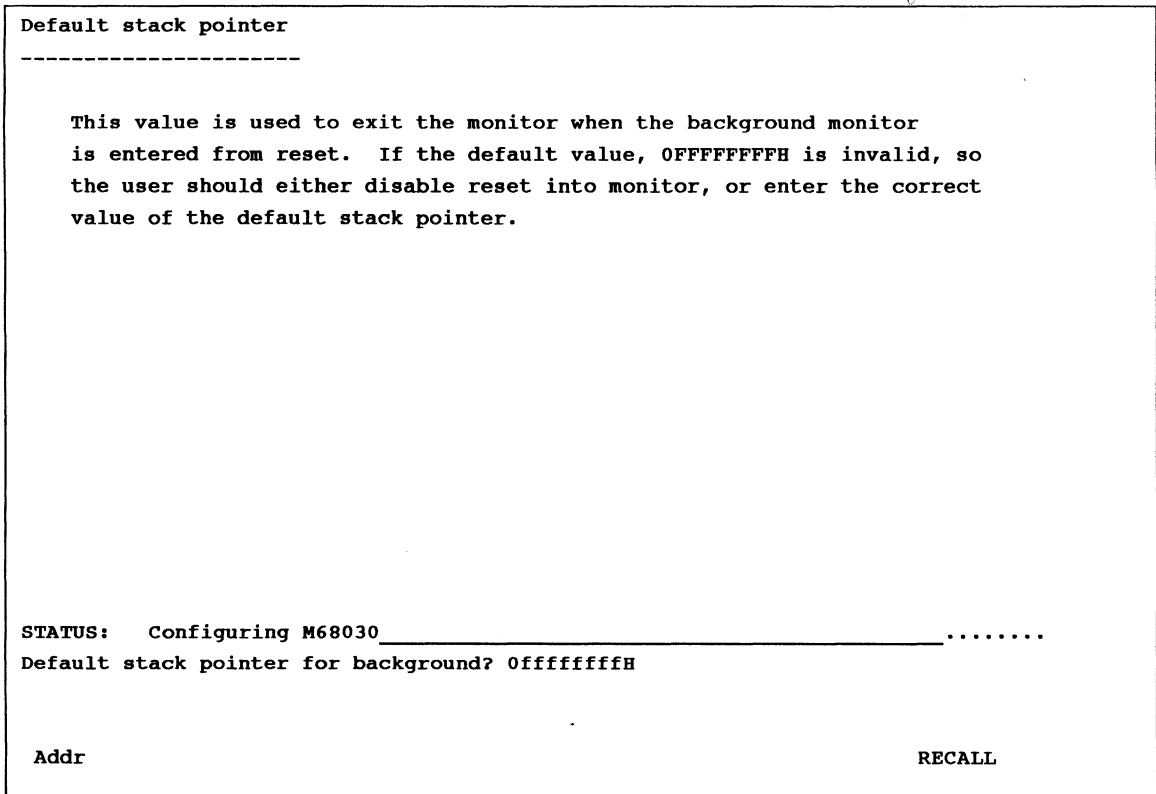 Default stack pointer
----------------------
This value is used to exit the monitor when the background monitor
is entered from reset.  If the default value, 0FFFFFFFFH is invalid, so
the user should either disable reset into monitor, or enter the correct
value of the default stack pointer.
STATUS:   Configuring M68030____________________________________________........
Default stack pointer for background? 0ffffffffH
Addr RECALL